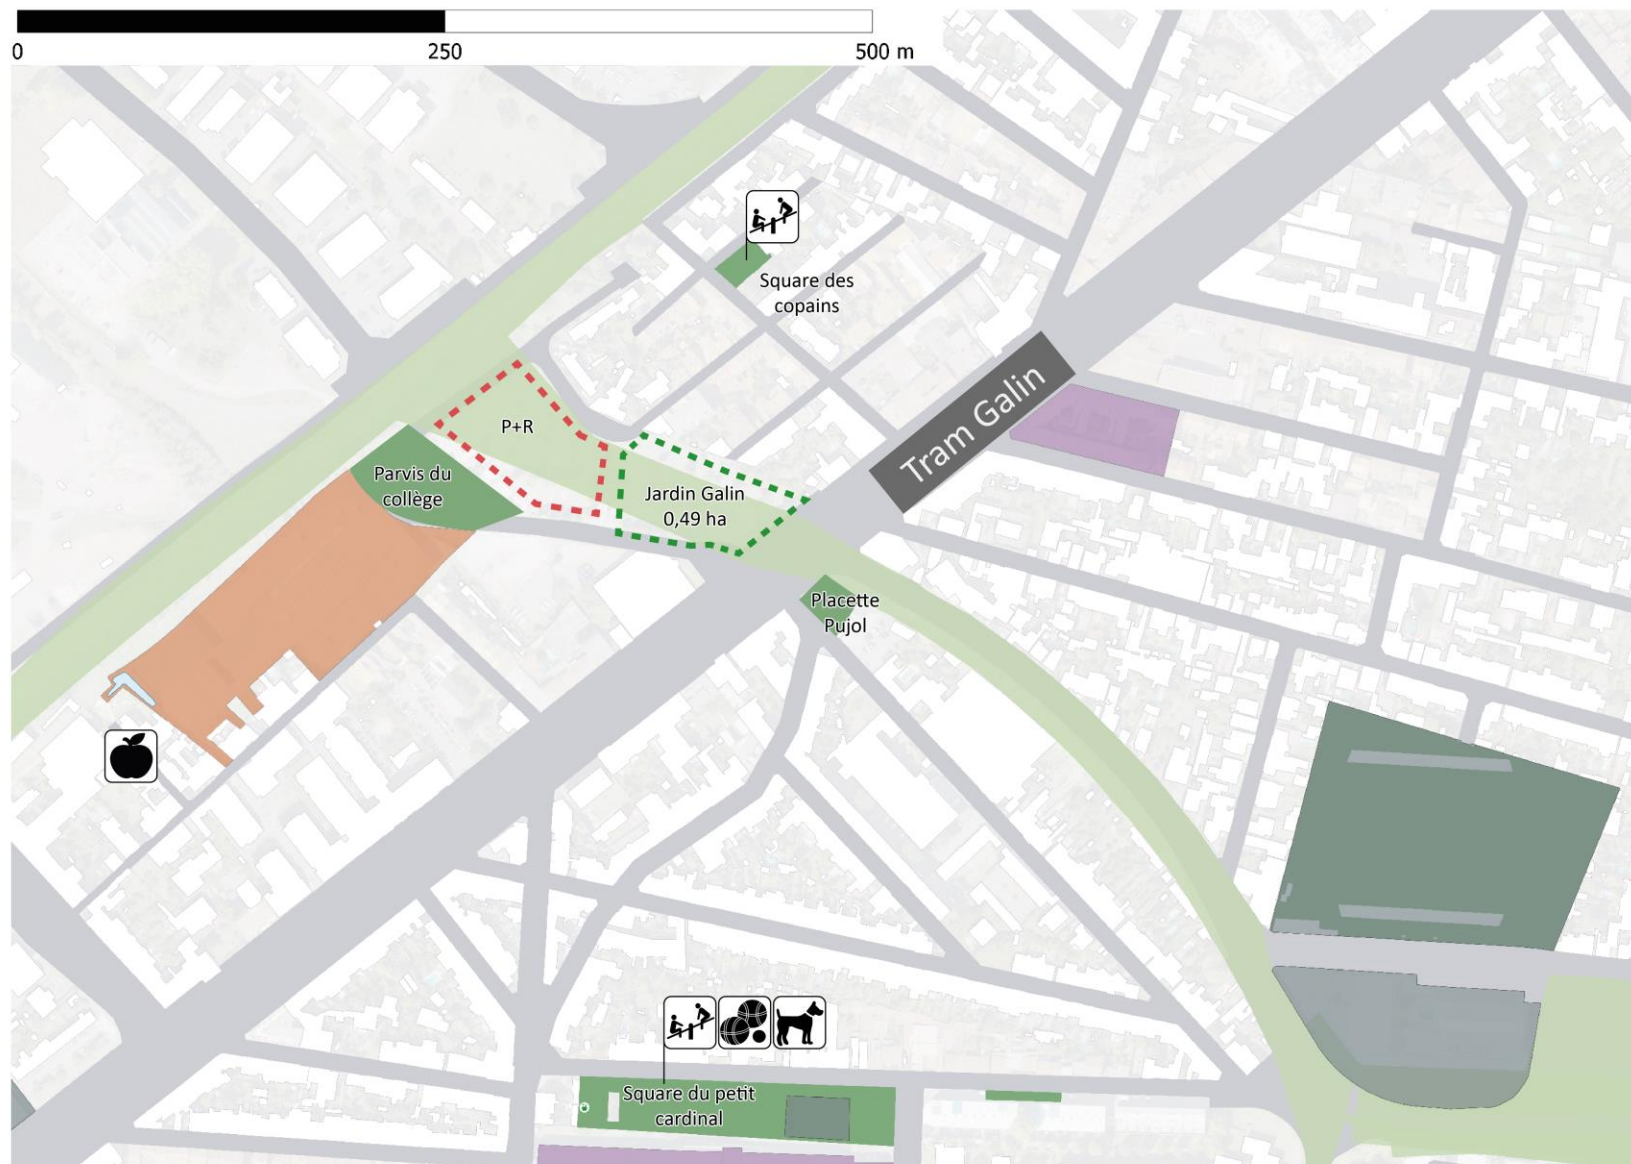 0 250 500 m
Square des
copains
Tram Galin
P+R
Parvis du
collège
Jardin Galin
0,49 ha
Placette
Pujol
Square du petit
cardinal